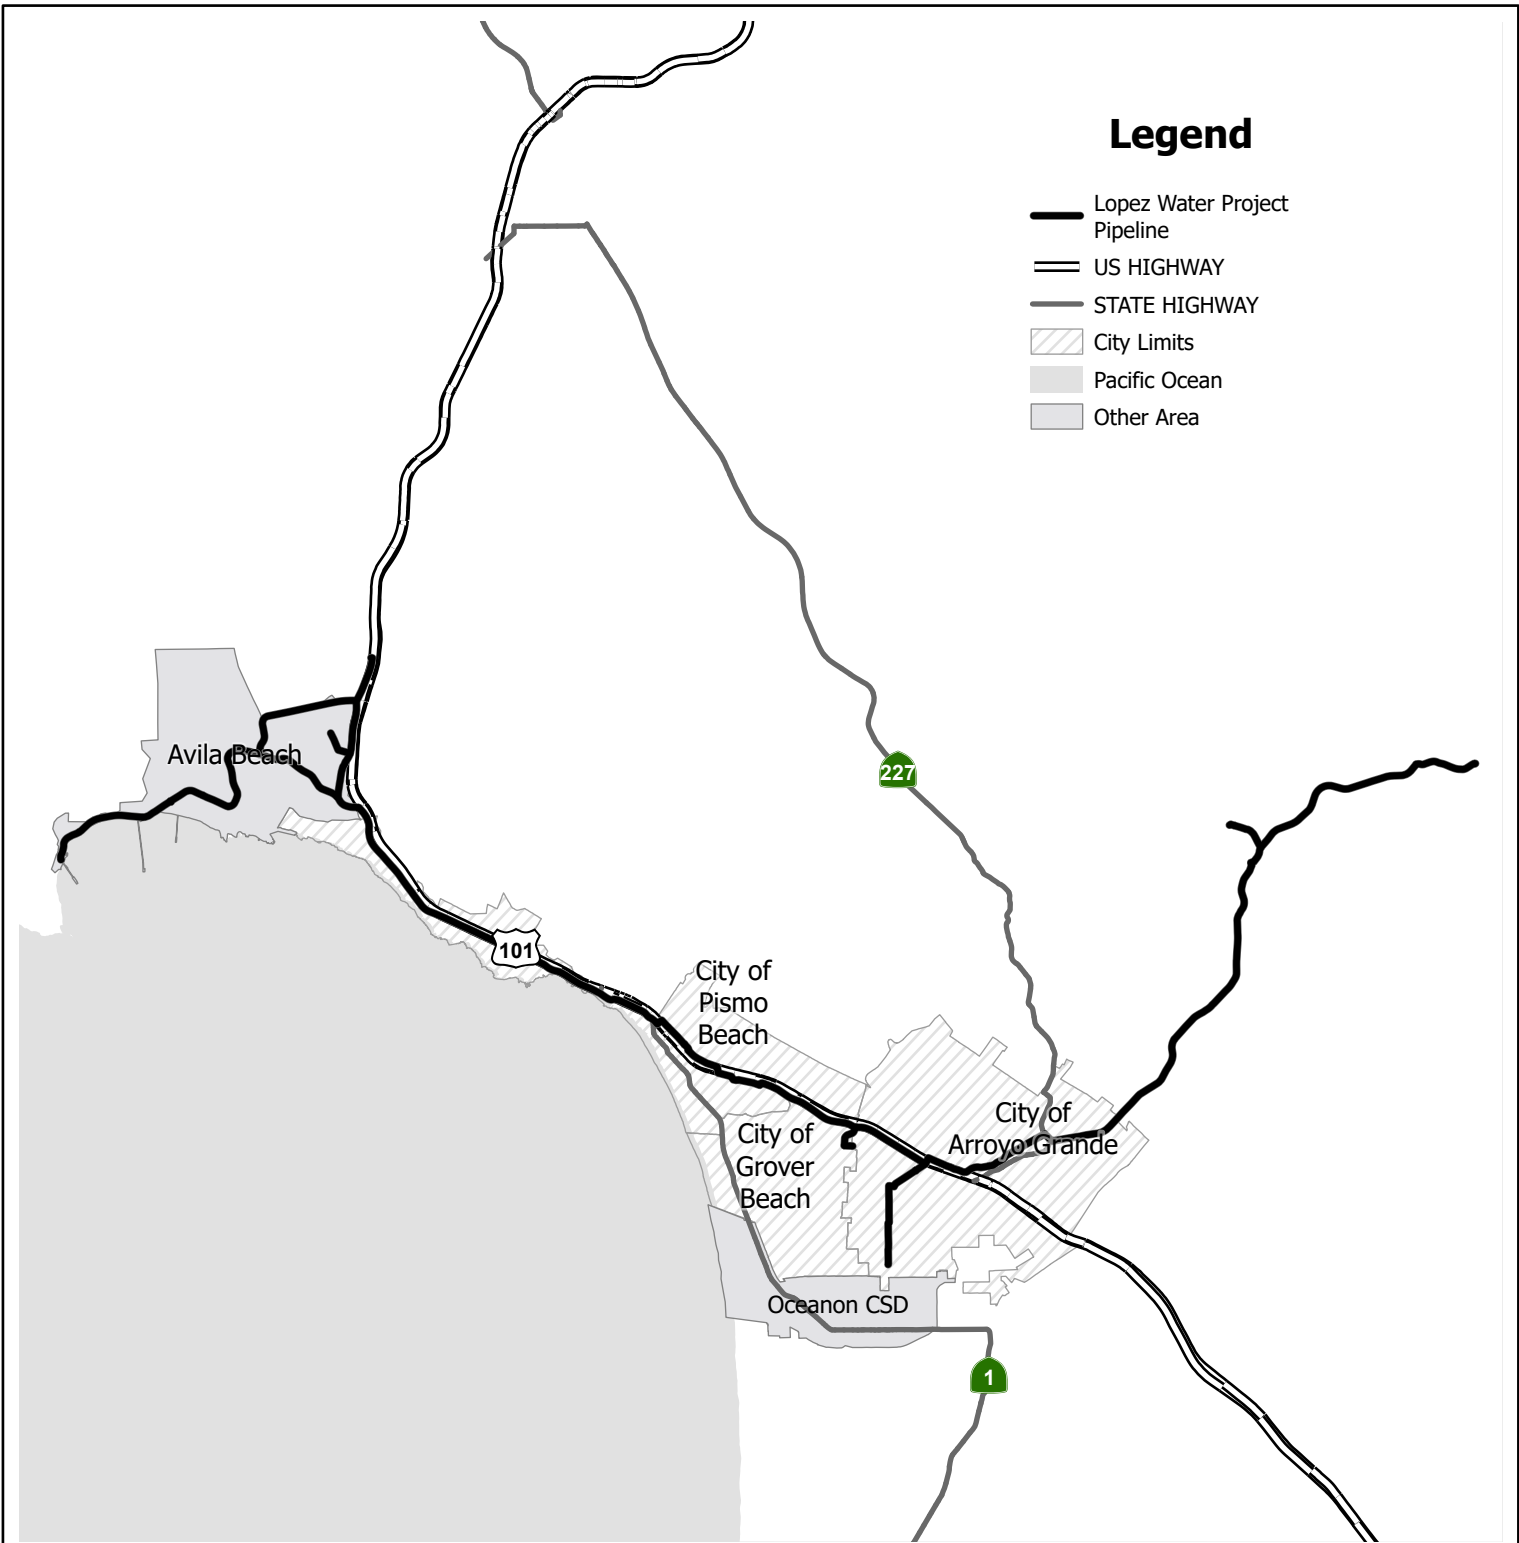 Legend
Lopez Water Project
Pipeline
US HIGHWAY
STATE HIGHWAY
City Limits
Pacific Ocean
Other Area
Avila Beach
227
101
City of
Pismo
Beach
City of
Arroyo Grande
City of
Grover
Beach
Oceanon CSD
1